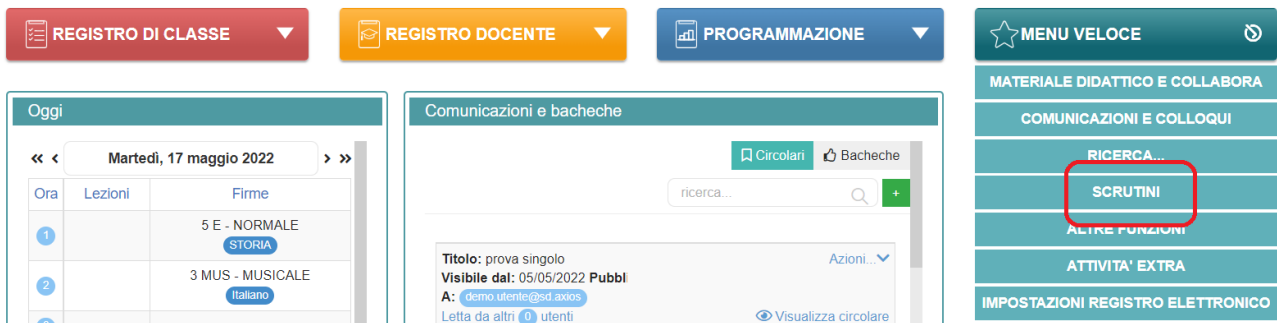 REGISTRO DI CLASSE
REGISTRO DOCENTE
PROGRAMMAZIONE
MENU VELOCE
MATERIALE DIDATTICO E COLLABORA
COMUNICAZIONI E COLLOQUI
RICERCA...
SCRUTINI
ALTRE FUNZIONI
ATTIVITA' EXTRA
IMPOSTAZIONI REGISTRO ELETTRONICO
Oggi
« < Martedì, 17 maggio 2022 > »
Ora Lezioni Firme
1 5 E - NORMALE
STORIA
2 3 MUS - MUSICALE
Italiano
Comunicazioni e bacheche
Circolari Bacheche
ricerca... +
Titolo: prova singolo Azioni...
Visibile dal: 05/05/2022 Pubbli
A: demo.utente@sd.axios
Letta da altri 0 utenti Visualizza circolare